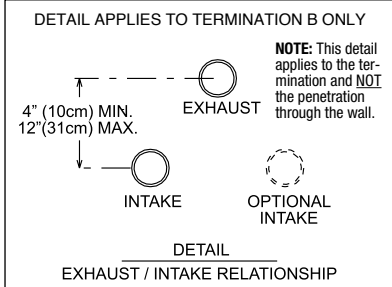 DETAIL APPLIES TO TERMINATION B ONLY
NOTE: This detail
applies to the ter-
mination and NOT
the penetration
through the wall.
EXHAUST
4” (10cm) MIN.
12”(31cm) MAX.
INTAKE
OPTIONAL
INTAKE
DETAIL
EXHAUST / INTAKE RELATIONSHIP